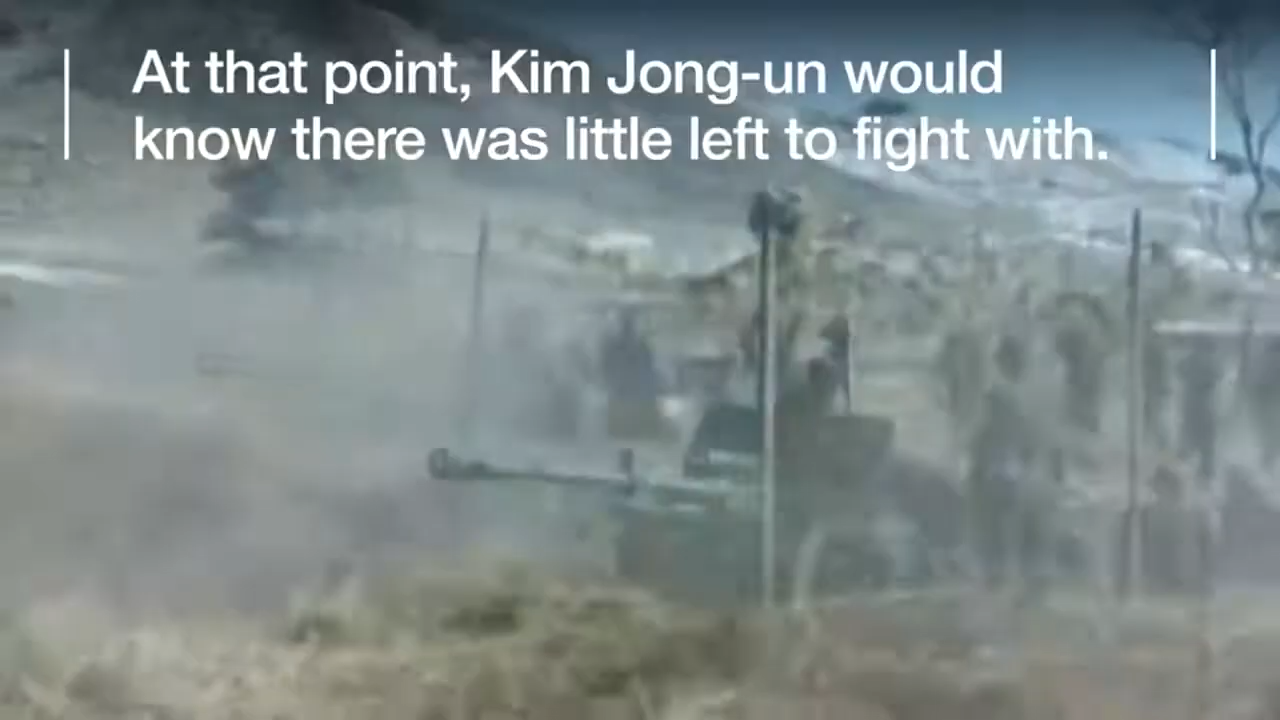 At that point, Kim Jong-un would
know there was little left to fight with.